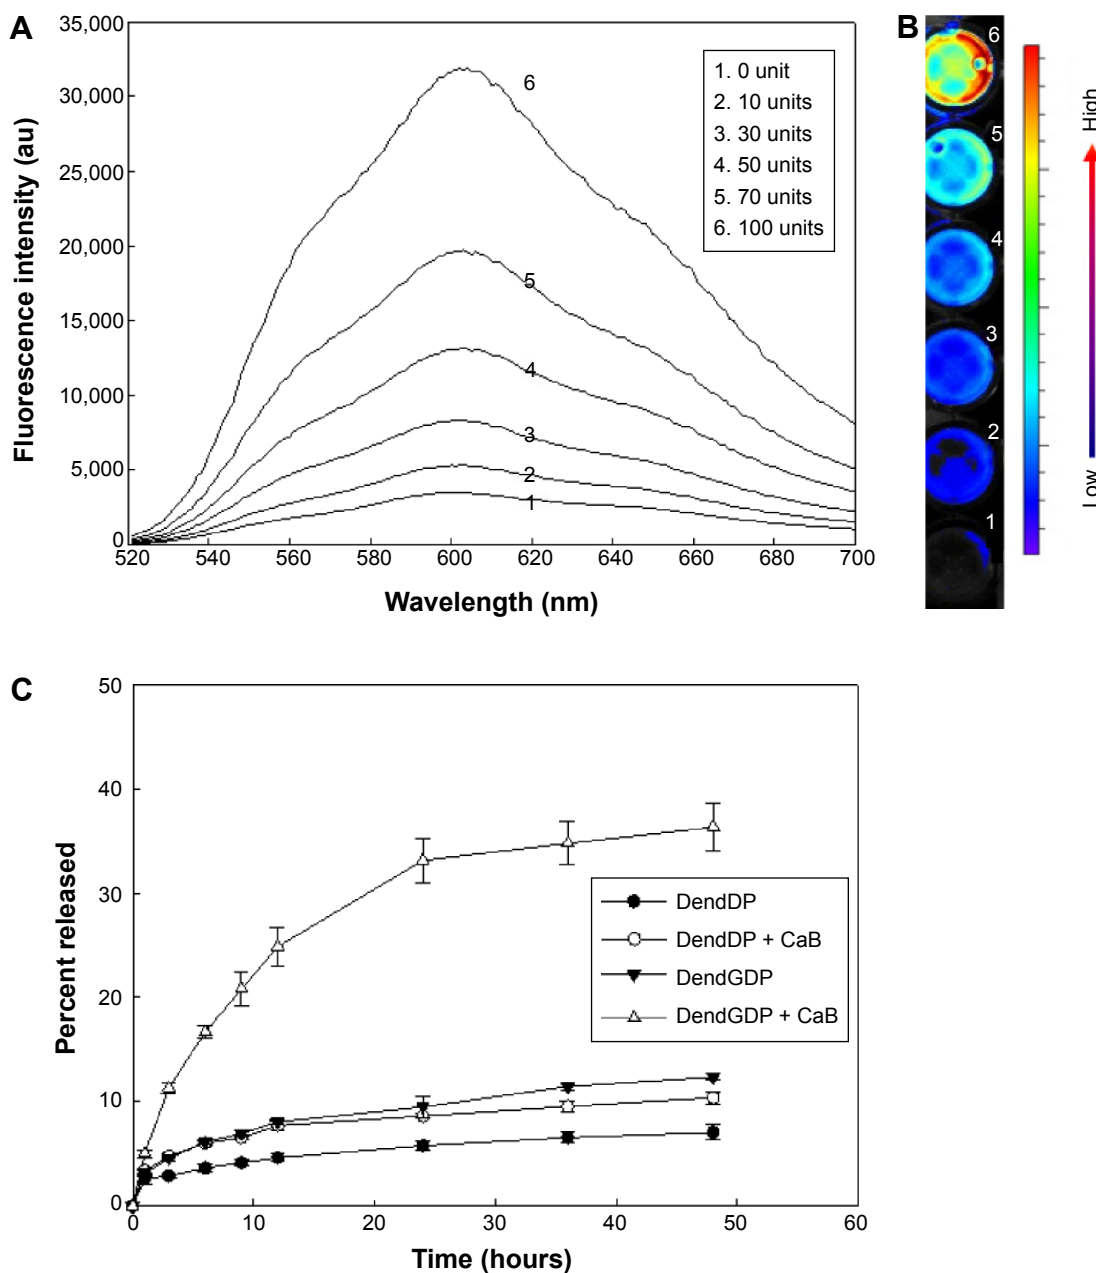 A
35,000
30,000
25,000
20,000
15,000
10,000
5,000
0
Fluorescence intensity (au)
520
540
560
580
600
620
640
660
680
700
Wavelength (nm)
6
5
4
3
2
1
1. 0 unit
2. 10 units
3. 30 units
4. 50 units
5. 70 units
6. 100 units
B
6
5
4
3
2
1
High
Low
C
50
40
30
20
10
0
Percent released
0
10
20
30
40
50
60
Time (hours)
DendDP
DendDP + CaB
DendGDP
DendGDP + CaB